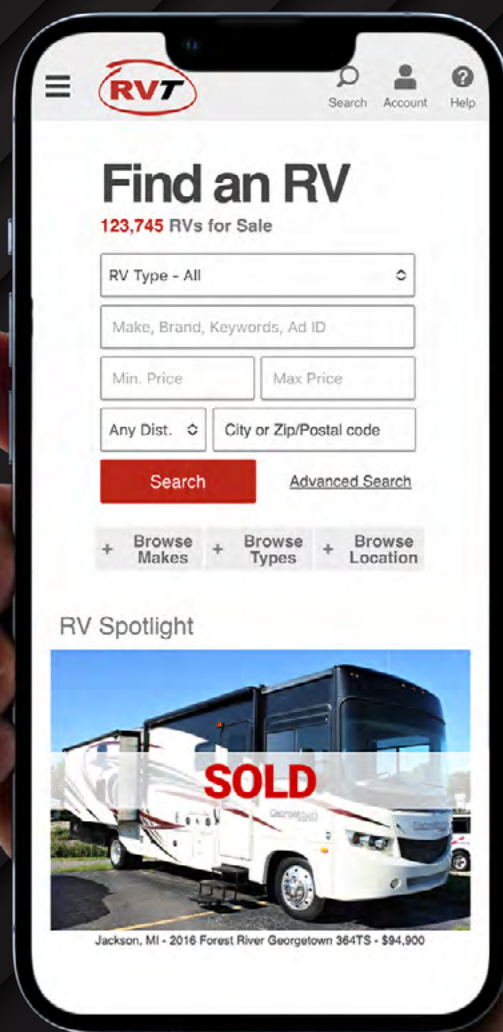 RVT
Search Account Help
Find an RV
123,745 RVs for Sale
RV Type - All
Make, Brand, Keywords, Ad ID
Min. Price Max Price
Any Dist. City or Zip/Postal code
Search Advanced Search
+ Browse Makes + Browse Types + Browse Location
RV Spotlight
SOLD
Georgetown
Jackson, MI - 2016 Forest River Georgetown 364TS - $94,900